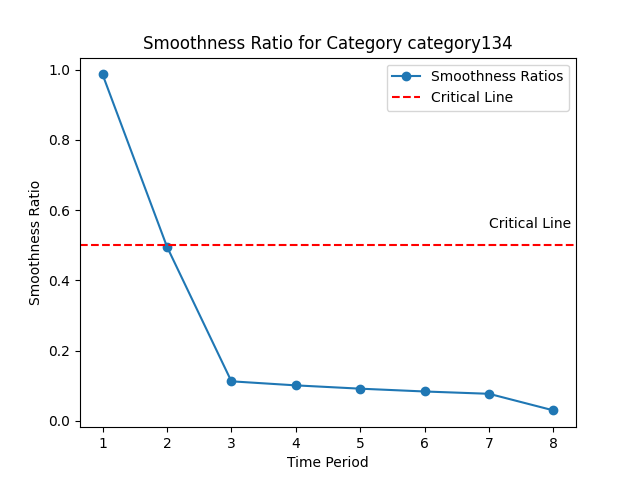 Smoothness Ratio for Category category134
Smoothness Ratios
Critical Line
Critical Line
Smoothness Ratio
1.0
0.8
0.6
0.4
0.2
0.0
1 2 3 4 5 6 7 8
Time Period